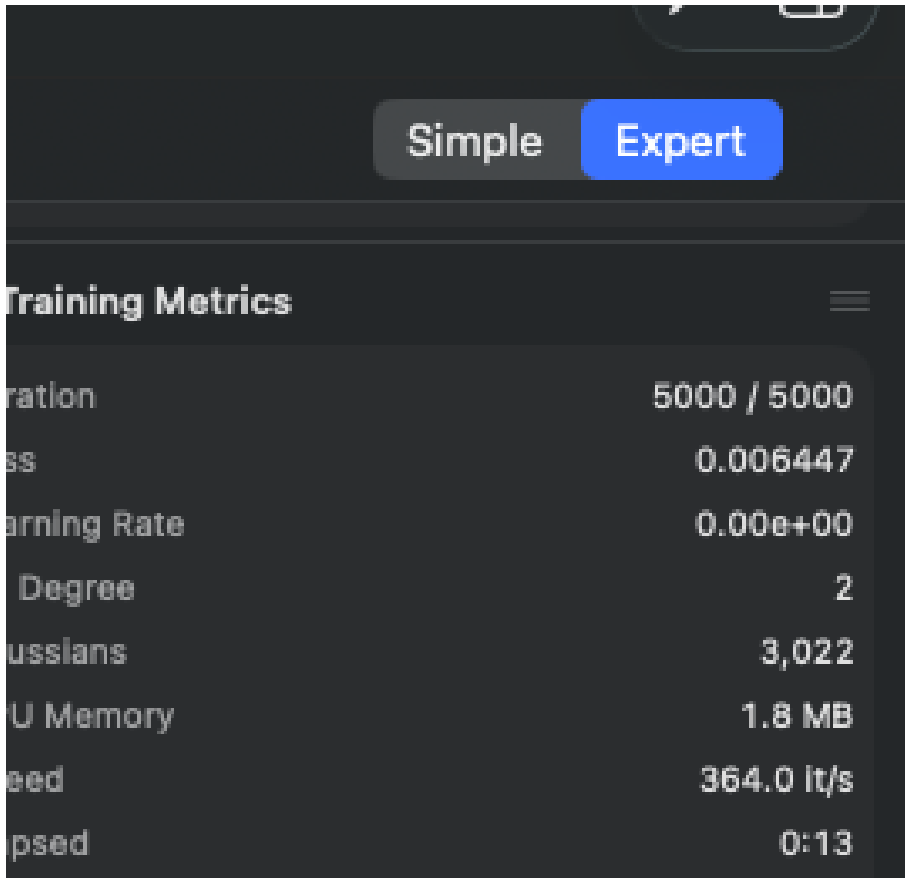 Simple Expert
Training Metrics
ration 5000 / 5000
ss 0.006447
arning Rate 0.00e+00
Degree 2
ussians 3,022
U Memory 1.8 MB
eed 364.0 it/s
apsed 0:13